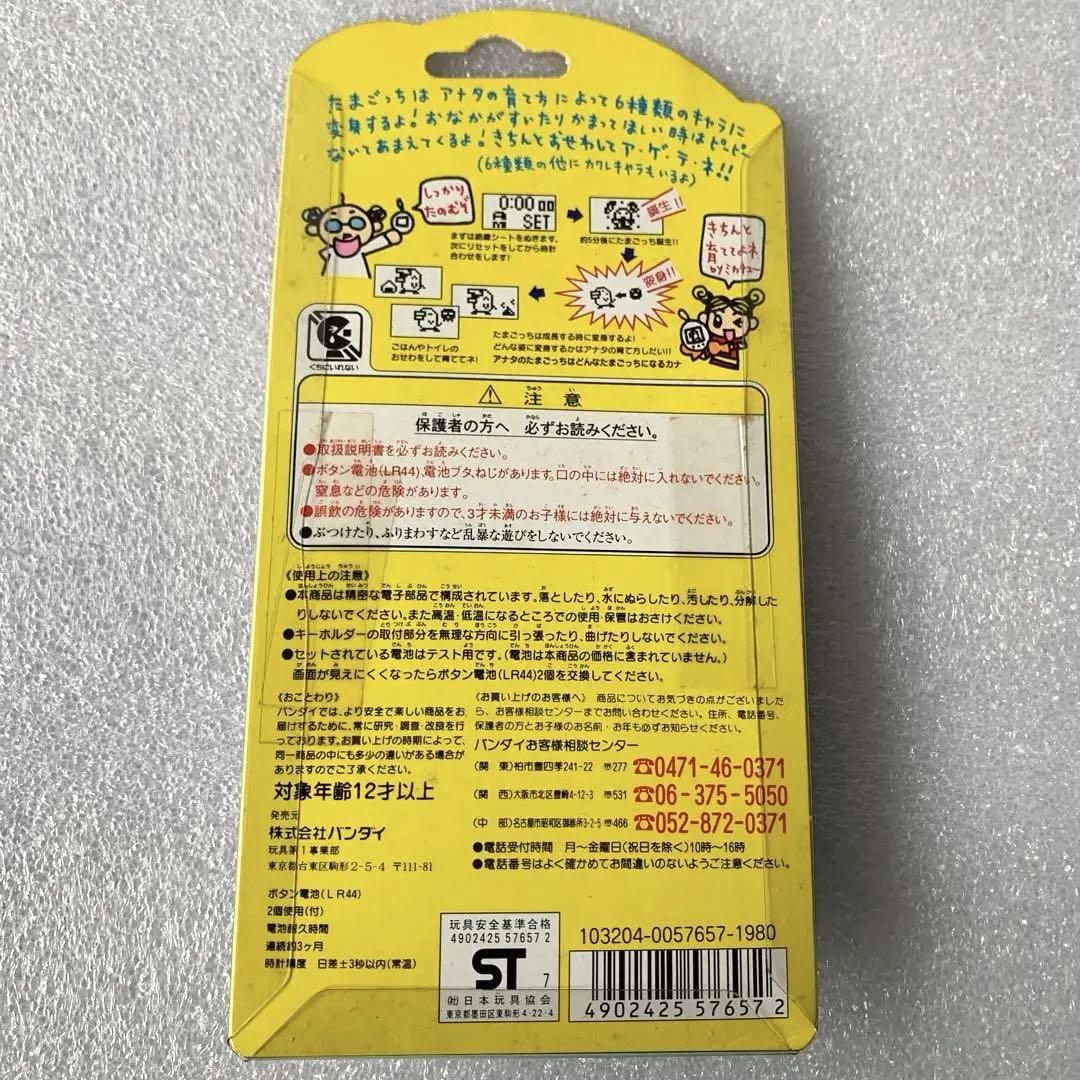 たまごっちは アナタの育て方によって6種類のキャラに
変身するよ！おなかがすいたりかまってほしい時はピーピー
ないてあまえてくるよ！きちんとおせわしてア・ゲ・テ・ネ!!
(6種類の他にカクレキャラもいるよ)
しっかり
たのむぞ
0:00 00
AM SET
誕生!!
まずは絶縁シートをぬきます。
次にリセットをしてから時計
合わせをします！
約5分後にたまごっち誕生!!
きちんと
育ててよネ
byミカチュー
変身!!
ごはんやトイレの
おせわをして育ててネ！
たまごっちは成長する時に変身するよ！
どんな姿に変身するかはアナタの育て方しだい!!
アナタのたまごっちはどんなたまごっちになるカナ
くちにいれない
注意
保護者の方へ 必ずお読みください。
●取扱説明書を必ずお読みください。
●ボタン電池(LR44)、電池ブタ、ねじがあります。口の中には絶対に入れないでください。
窒息などの危険があります。
●誤飲の危険がありますので、3才未満のお子様には絶対に与えないでください。
●ぶつけたり、ふりまわすなど乱暴な遊びをしないでください。
《使用上の注意》
●本商品は精密な電子部品で構成されています。落としたり、水にぬらしたり、汚したり、分解した
りしないでください。また高温・低温になるところでの使用・保管はおさけください。
●キーホルダーの取付部分を無理な方向に引っ張ったり、曲げたりしないでください。
●セットされている電池はテスト用です。(電池は本商品の価格に含まれていません。)
画面が見えにくくなったらボタン電池(LR44)2個を交換してください。
《おことわり》
バンダイでは、より安全で楽しい商品をお
届けするために、常に研究・調査・改良を行
っております。お買い上げの時期によって、
同一商品の中にも多少の違いがある場合が
ありますのでご了承ください。
対象年齢12才以上
発売元
株式会社バンダイ
玩具第1事業部
東京都台東区駒形2-5-4 〒111-81
ボタン電池(LR44)
2個使用(付)
電池耐久時間
連続約3ヶ月
時計精度 日差±3秒以内(常温)
《お買い上げのお客様へ》 商品についてお気づきの点がございました
ら、お客様相談センターまでお問い合わせください。住所、電話番号、
保護者の方とお子様のお名前・お年も必ずお知らせください。
バンダイお客様相談センター
(関 東)柏市豊四季241-22 〒277 ☎0471-46-0371
(関 西)大阪市北区豊崎4-12-3 〒531 ☎06-375-5050
(中 部)名古屋市昭和区御器所3-2-5 〒466 ☎052-872-0371
●電話受付時間 月～金曜日(祝日を除く)10時～16時
●電話番号はよく確かめてお間違いのないようご注意ください。
玩具安全基準合格
4902425 57657 2
ST 7
(社)日本玩具協会
東京都墨田区東駒形4-22-4
103204-0057657-1980
4902425 576572